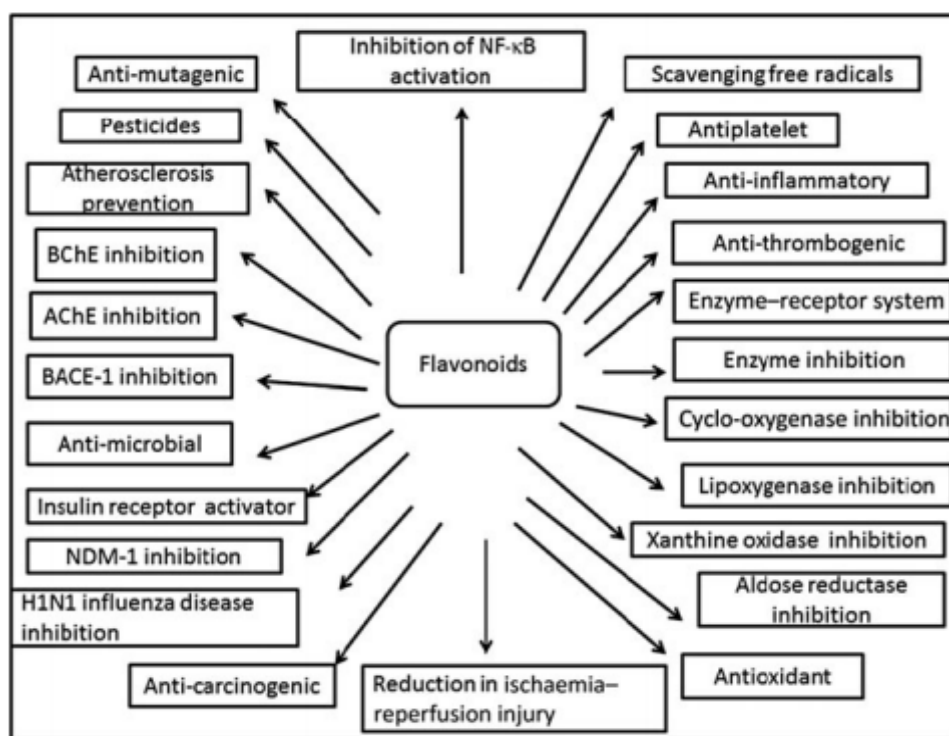 Inhibition of NF-κB
activation
Anti-mutagenic
Pesticides
Atherosclerosis
prevention
BChE inhibition
AChE inhibition
BACE-1 inhibition
Anti-microbial
Insulin receptor activator
NDM-1 inhibition
H1N1 influenza disease
inhibition
Anti-carcinogenic
Flavonoids
Scavenging free radicals
Antiplatelet
Anti-inflammatory
Anti-thrombogenic
Enzyme–receptor system
Enzyme inhibition
Cyclo-oxygenase inhibition
Lipoxygenase inhibition
Xanthine oxidase inhibition
Aldose reductase
inhibition
Antioxidant
Reduction in ischaemia–
reperfusion injury